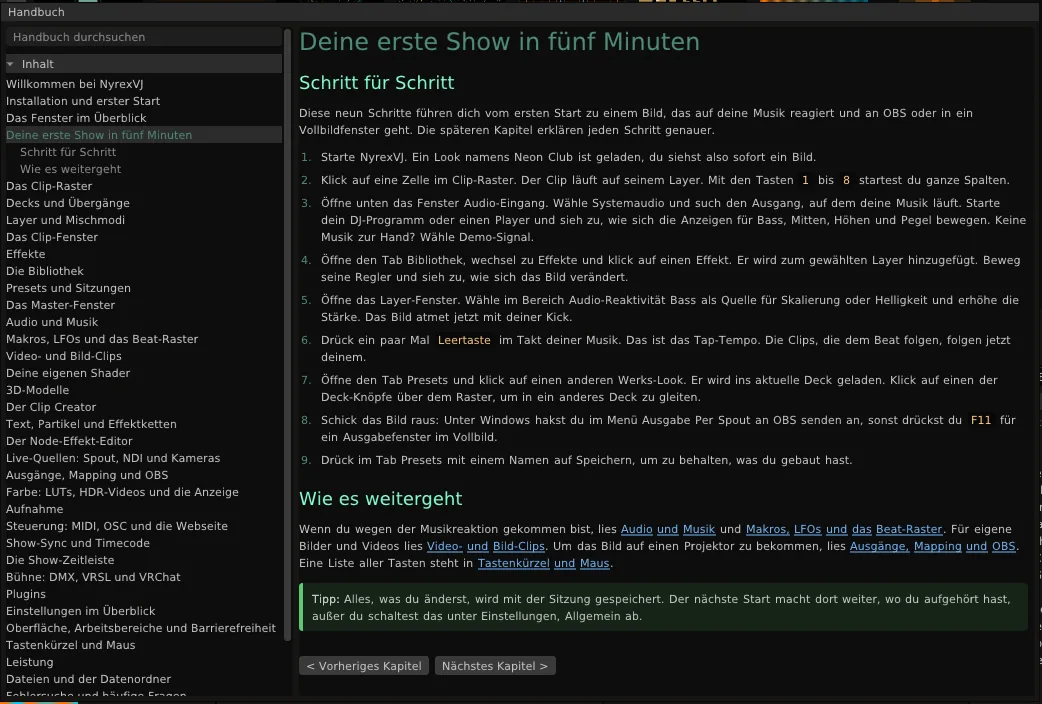 Handbuch
Handbuch durchsuchen
Inhalt
Willkommen bei NyrexVJ
Installation und erster Start
Das Fenster im Überblick
Deine erste Show in fünf Minuten
Schritt für Schritt
Wie es weitergeht
Das Clip-Raster
Decks und Übergänge
Layer und Mischmodi
Das Clip-Fenster
Effekte
Die Bibliothek
Presets und Sitzungen
Das Master-Fenster
Audio und Musik
Makros, LFOs und das Beat-Raster
Video- und Bild-Clips
Deine eigenen Shader
3D-Modelle
Der Clip Creator
Text, Partikel und Effektketten
Der Node-Effekt-Editor
Live-Quellen: Spout, NDI und Kameras
Ausgänge, Mapping und OBS
Farbe: LUTs, HDR-Videos und die Anzeige
Aufnahme
Steuerung: MIDI, OSC und die Webseite
Show-Sync und Timecode
Die Show-Zeitleiste
Bühne: DMX, VRSL und VRChat
Plugins
Einstellungen im Überblick
Oberfläche, Arbeitsbereiche und Barrierefreiheit
Tastenkürzel und Maus
Leistung
Dateien und der Datenordner
Fehlersuche und häufige Fragen
Deine erste Show in fünf Minuten
Schritt für Schritt
Diese neun Schritte führen dich vom ersten Start zu einem Bild, das auf deine Musik reagiert und an OBS oder in ein
Vollbildfenster geht. Die späteren Kapitel erklären jeden Schritt genauer.
1. Starte NyrexVJ. Ein Look namens Neon Club ist geladen, du siehst also sofort ein Bild.
2. Klick auf eine Zelle im Clip-Raster. Der Clip läuft auf seinem Layer. Mit den Tasten 1 bis 8 startest du ganze Spalten.
3. Öffne unten das Fenster Audio-Eingang. Wähle Systemaudio und such den Ausgang, auf dem deine Musik läuft. Starte
dein DJ-Programm oder einen Player und sieh zu, wie sich die Anzeigen für Bass, Mitten, Höhen und Pegel bewegen. Keine
Musik zur Hand? Wähle Demo-Signal.
4. Öffne den Tab Bibliothek, wechsel zu Effekte und klick auf einen Effekt. Er wird zum gewählten Layer hinzugefügt. Beweg
seine Regler und sieh zu, wie sich das Bild verändert.
5. Öffne das Layer-Fenster. Wähle im Bereich Audio-Reaktivität Bass als Quelle für Skalierung oder Helligkeit und erhöhe die
Stärke. Das Bild atmet jetzt mit deiner Kick.
6. Drück ein paar Mal Leertaste im Takt deiner Musik. Das ist das Tap-Tempo. Die Clips, die dem Beat folgen, folgen jetzt
deinem.
7. Öffne den Tab Presets und klick auf einen anderen Werks-Look. Er wird ins aktuelle Deck geladen. Klick auf einen der
Deck-Knöpfe über dem Raster, um in ein anderes Deck zu gleiten.
8. Schick das Bild raus: Unter Windows hakst du im Menü Ausgabe Per Spout an OBS senden an, sonst drückst du F11 für
ein Ausgabefenster im Vollbild.
9. Drück im Tab Presets mit einem Namen auf Speichern, um zu behalten, was du gebaut hast.
Wie es weitergeht
Wenn du wegen der Musikreaktion gekommen bist, lies Audio und Musik und Makros, LFOs und das Beat-Raster. Für eigene
Bilder und Videos lies Video- und Bild-Clips. Um das Bild auf einen Projektor zu bekommen, lies Ausgänge, Mapping und OBS.
Eine Liste aller Tasten steht in Tastenkürzel und Maus.
Tipp: Alles, was du änderst, wird mit der Sitzung gespeichert. Der nächste Start macht dort weiter, wo du aufgehört hast,
außer du schaltest das unter Einstellungen, Allgemein ab.
< Vorheriges Kapitel
Nächstes Kapitel >